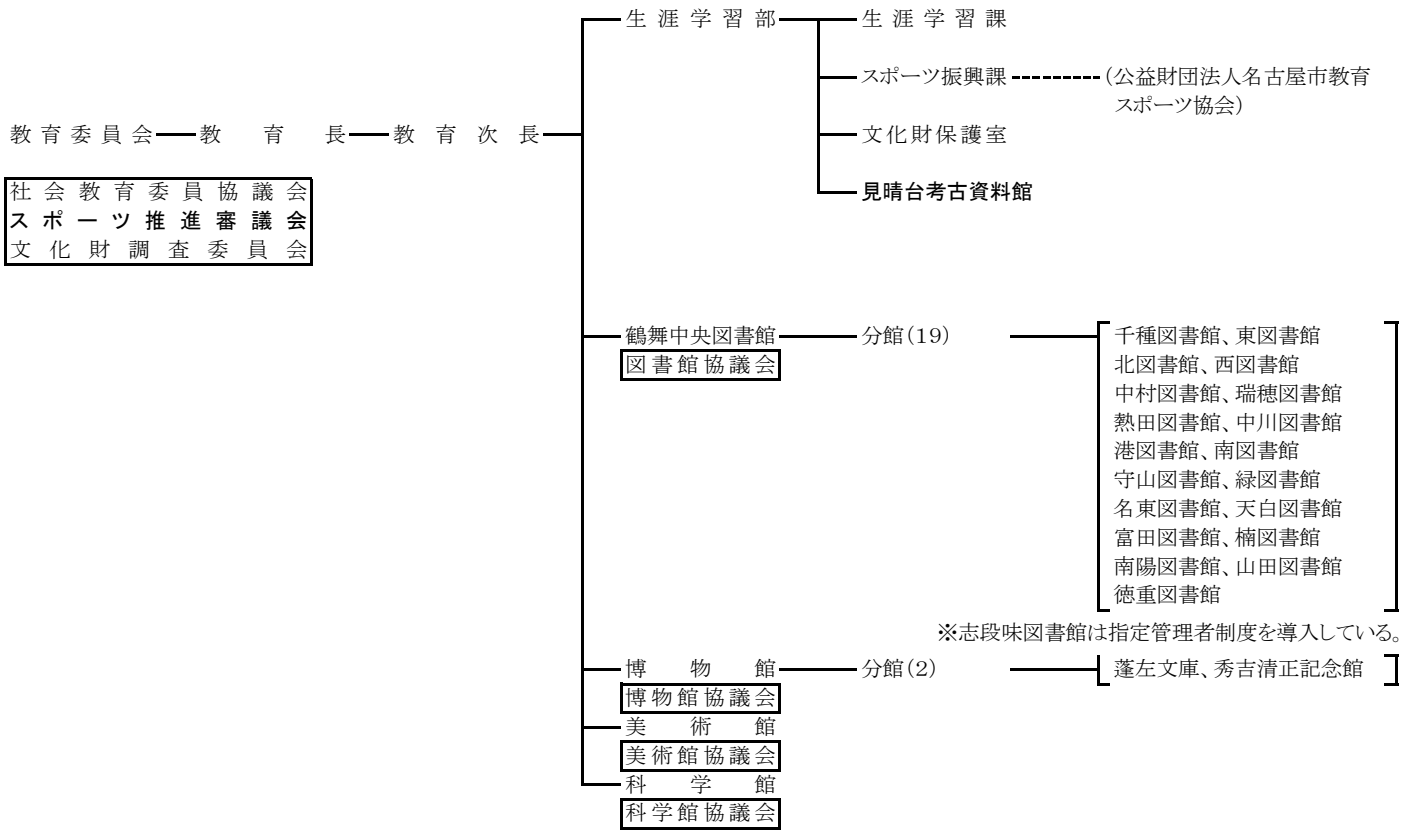 生涯学習部 生涯学習課
スポーツ振興課 (公益財団法人名古屋市教育
スポーツ協会)
教育委員会 教育長 教育次長 文化財保護室
社会教育委員協議会 見晴台考古資料館
スポーツ推進審議会
文化財調査委員会
鶴舞中央図書館 分館(19) 千種図書館、東図書館
図書館協議会 北図書館、西図書館
中村図書館、瑞穂図書館
熱田図書館、中川図書館
港図書館、南図書館
守山図書館、緑図書館
名東図書館、天白図書館
富田図書館、楠図書館
南陽図書館、山田図書館
徳重図書館
※志段味図書館は指定管理者制度を導入している。
博物館 分館(2) 蓬左文庫、秀吉清正記念館
博物館協議会
美術館
美術館協議会
科学館
科学館協議会